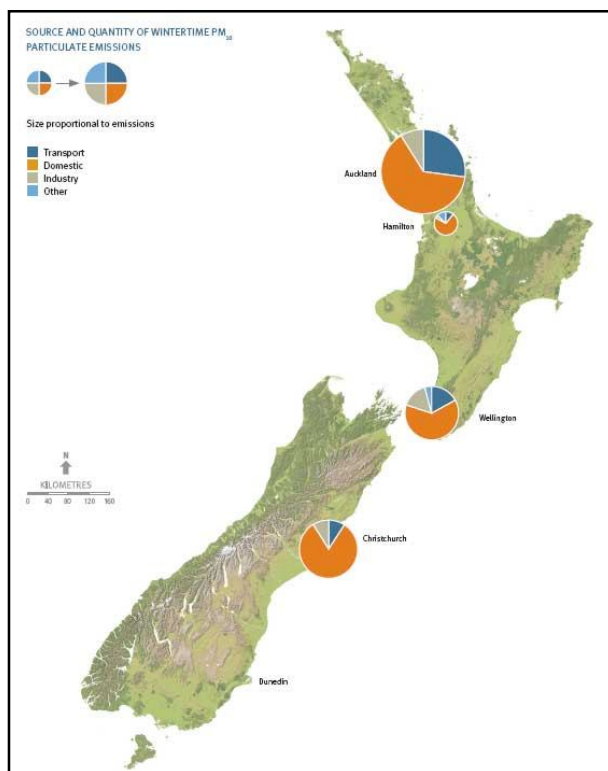 SOURCE AND QUANTITY OF WINTERTIME PM10
PARTICULATE EMISSIONS
Size proportional to emissions
Transport
Domestic
Industry
Other
Auckland
Hamilton
Wellington
N
KILOMETRES
0 40 80 120 160
Christchurch
Dunedin